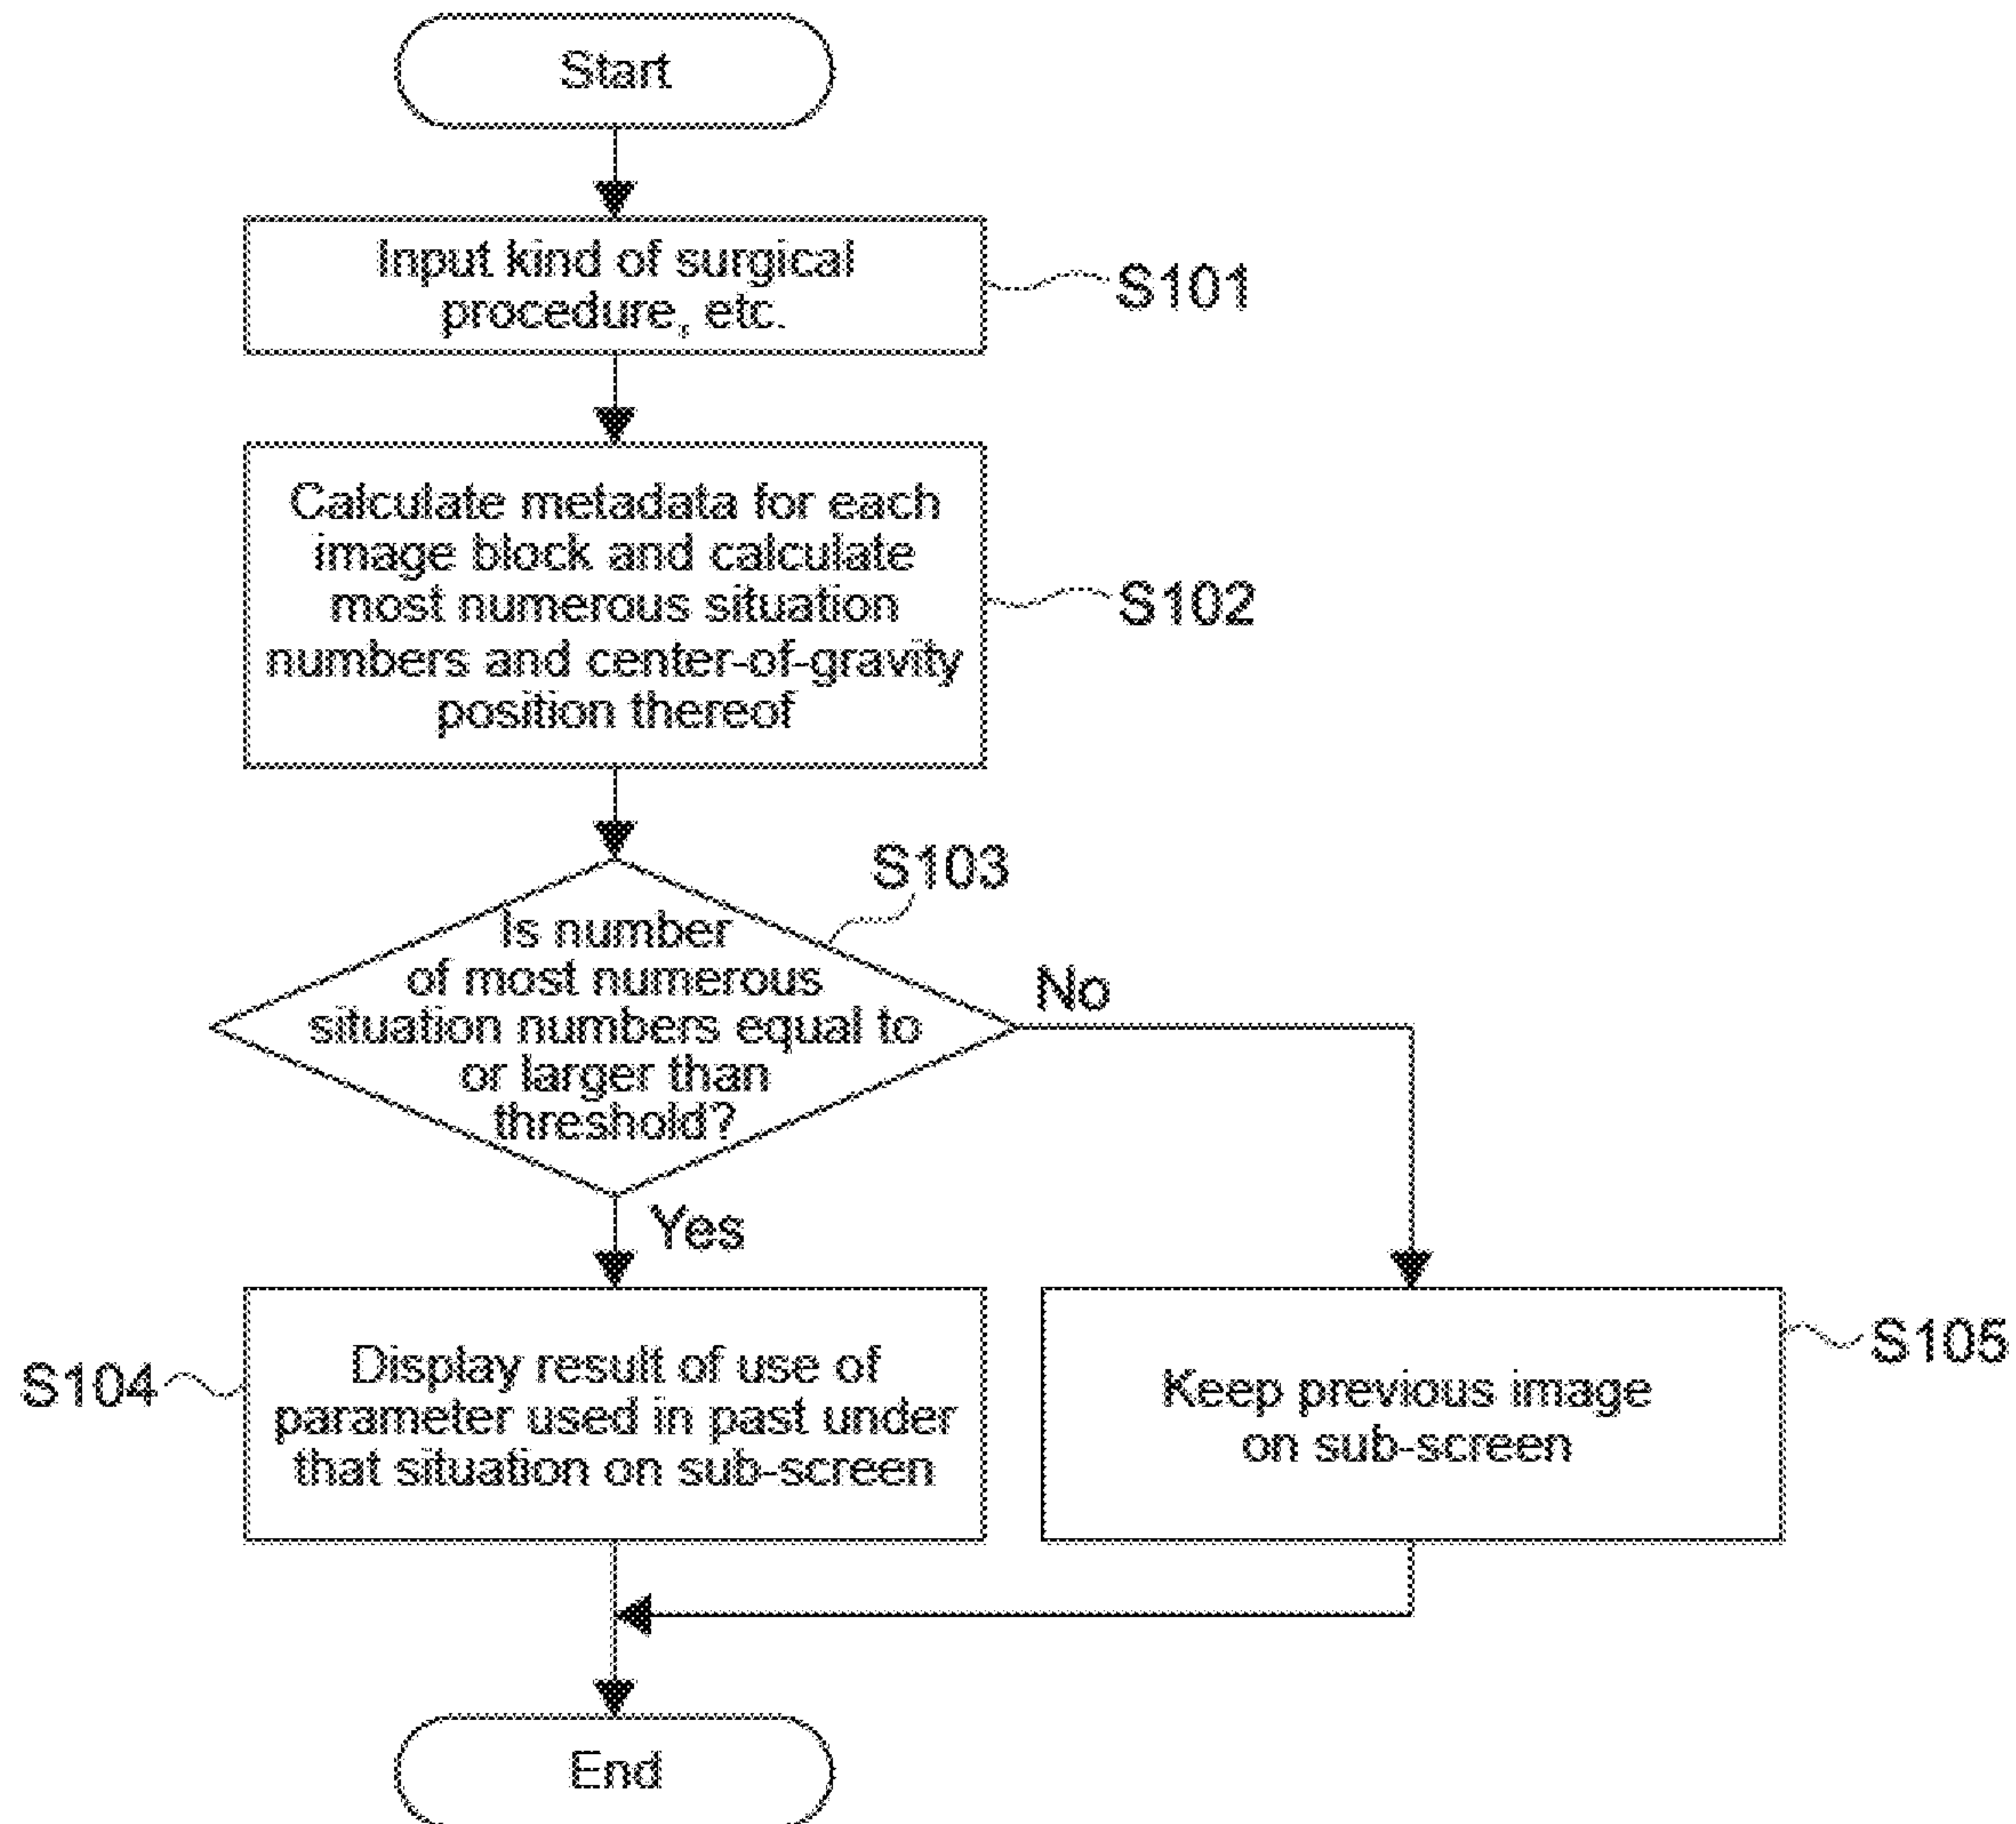 Start
Input kind of surgical
procedure, etc.
S101
Calculate metadata for each
image block and calculate
most numerous situation
numbers and center-of-gravity
position thereof
S102
S103
Is number
of most numerous
situation numbers equal to
or larger than
threshold?
No
Yes
S104
Display result of use of
parameter used in past under
that situation on sub-screen
Keep previous image
on sub-screen
S105
End